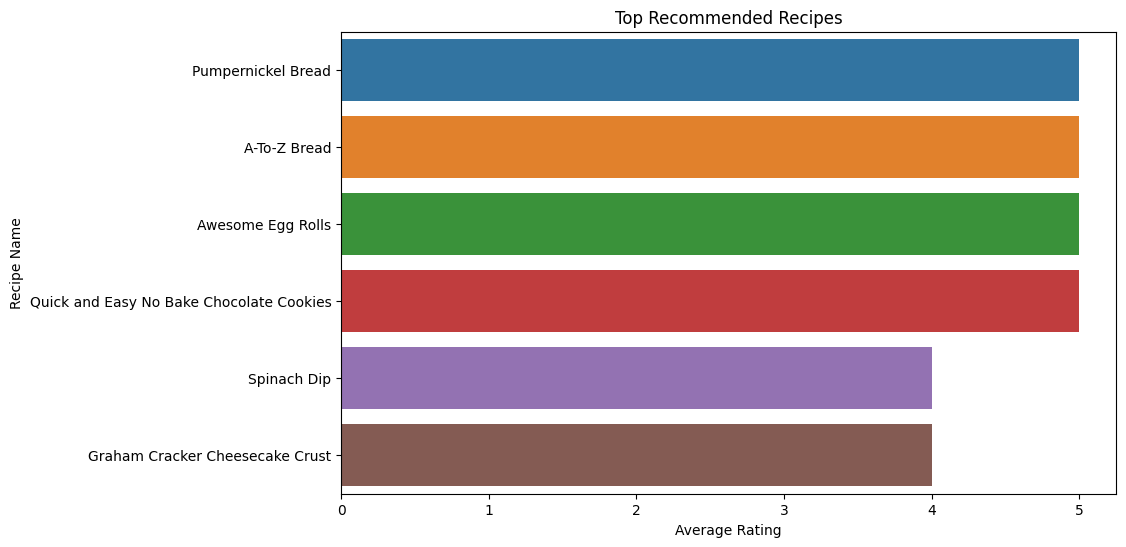 Top Recommended Recipes
Recipe Name
Pumpernickel Bread
A-To-Z Bread
Awesome Egg Rolls
Quick and Easy No Bake Chocolate Cookies
Spinach Dip
Graham Cracker Cheesecake Crust
0 1 2 3 4 5
Average Rating